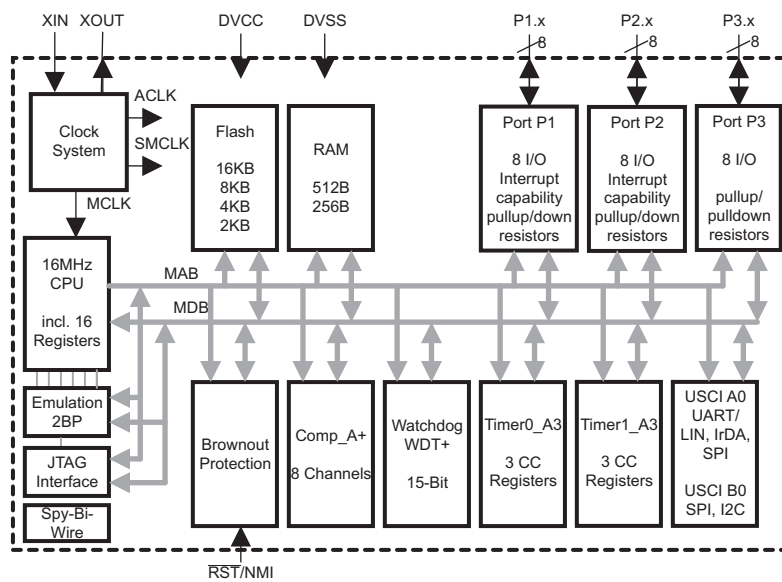 XIN XOUT DVCC DVSS P1.x P2.x P3.x
8 8 8
Clock
System
ACLK
SMCLK
MCLK
Flash
16KB
8KB
4KB
2KB
RAM
512B
256B
Port P1
8 I/O
Interrupt
capability
pullup/down
resistors
Port P2
8 I/O
Interrupt
capability
pullup/down
resistors
Port P3
8 I/O
pullup/
pulldown
resistors
16MHz
CPU
incl. 16
Registers
MAB
MDB
Emulation
2BP
JTAG
Interface
Spy-Bi-
Wire
Brownout
Protection
Comp_A+
8 Channels
Watchdog
WDT+
15-Bit
Timer0_A3
3 CC
Registers
Timer1_A3
3 CC
Registers
USCI A0
UART/
LIN, IrDA,
SPI
USCI B0
SPI, I2C
RST/NMI